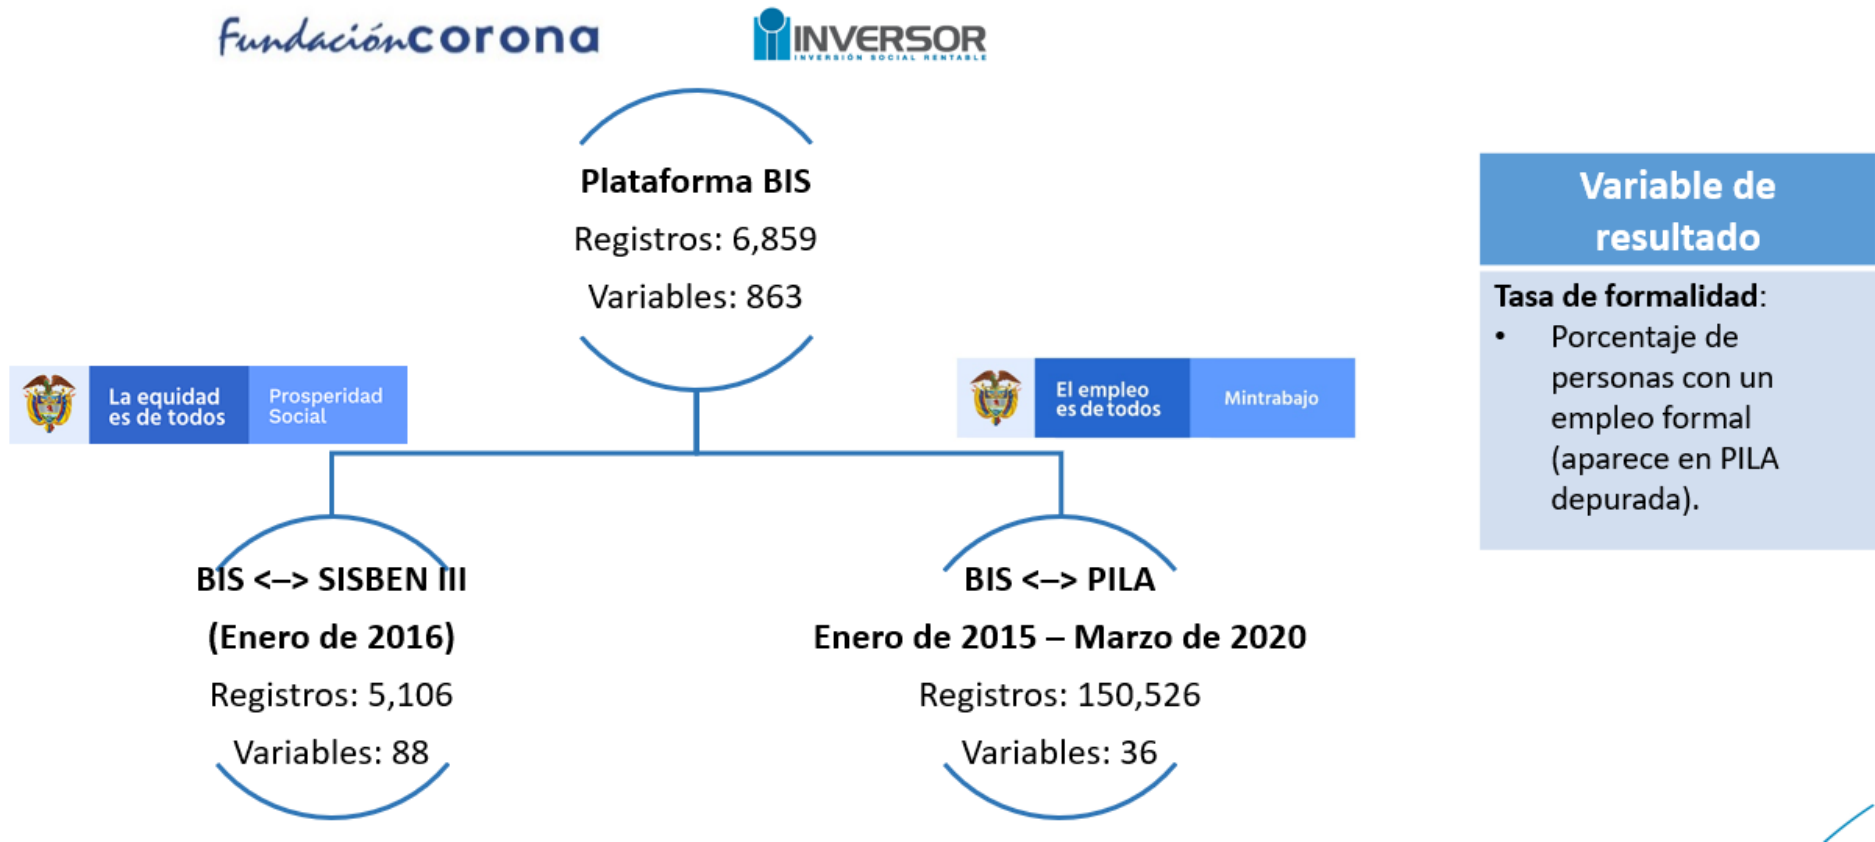 Fundación corona
INVERSOR
INVERSIÓN SOCIAL RENTABLE
Plataforma BIS
Registros: 6,859
Variables: 863
La equidad
es de todos
Prosperidad
Social
El empleo
es de todos
Mintrabajo
BIS <–> SISBEN III
(Enero de 2016)
Registros: 5,106
Variables: 88
BIS <–> PILA
Enero de 2015 – Marzo de 2020
Registros: 150,526
Variables: 36
Variable de
resultado
Tasa de formalidad:
• Porcentaje de
personas con un
empleo formal
(aparece en PILA
depurada).